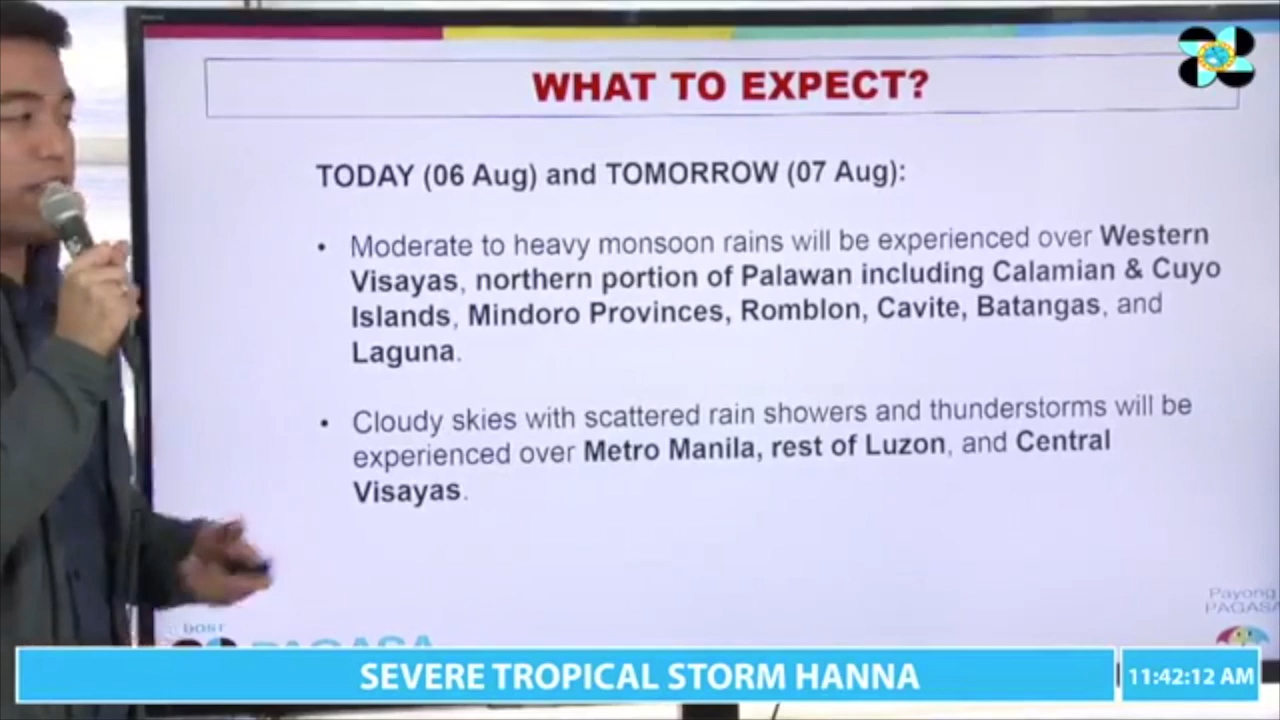 WHAT TO EXPECT?
TODAY (06 Aug) and TOMORROW (07 Aug):
• Moderate to heavy monsoon rains will be experienced over Western
Visayas, northern portion of Palawan including Calamian & Cuyo
Islands, Mindoro Provinces, Romblon, Cavite, Batangas, and
Laguna.
• Cloudy skies with scattered rain showers and thunderstorms will be
experienced over Metro Manila, rest of Luzon, and Central
Visayas.
Payong
PAGASA
DOST
PAGASA
SEVERE TROPICAL STORM HANNA
11:42:12 AM